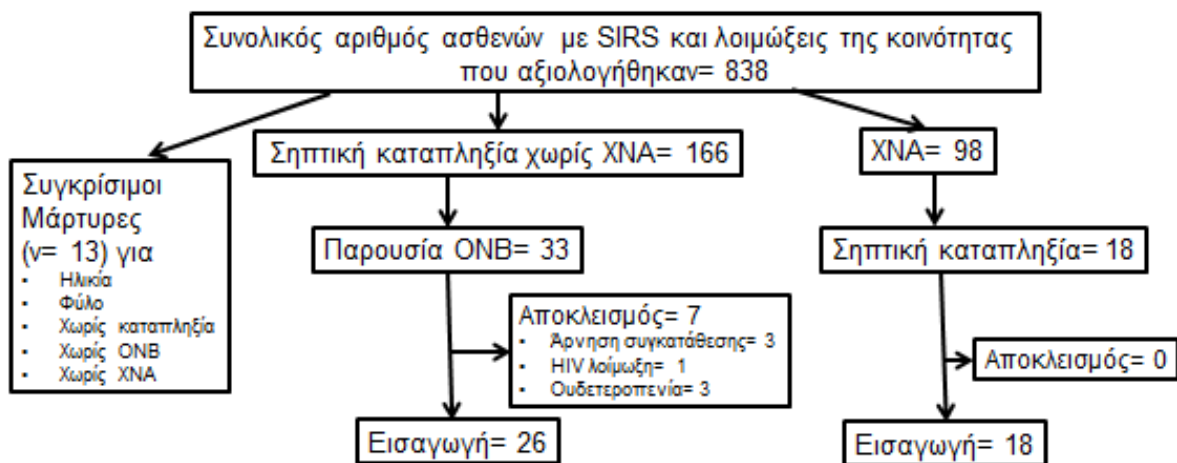 Συνολικός αριθμός ασθενών με SIRS και λοιμώξεις της κοινότητας
που αξιολογήθηκαν= 838
Σηπτική καταπληξία χωρίς ΧΝΑ= 166
ΧΝΑ= 98
Συγκρίσιμοι
Μάρτυρες
(ν= 13) για
▪ Ηλικία
▪ Φύλο
▪ Χωρίς καταπληξία
▪ Χωρίς ΟΝΒ
▪ Χωρίς ΧΝΑ
Παρουσία ΟΝΒ= 33
Σηπτική καταπληξία= 18
Αποκλεισμός= 7
▪ Άρνηση συγκατάθεσης= 3
▪ HIV λοίμωξη= 1
▪ Ουδετεροπενία= 3
Αποκλεισμός= 0
Εισαγωγή= 26
Εισαγωγή= 18